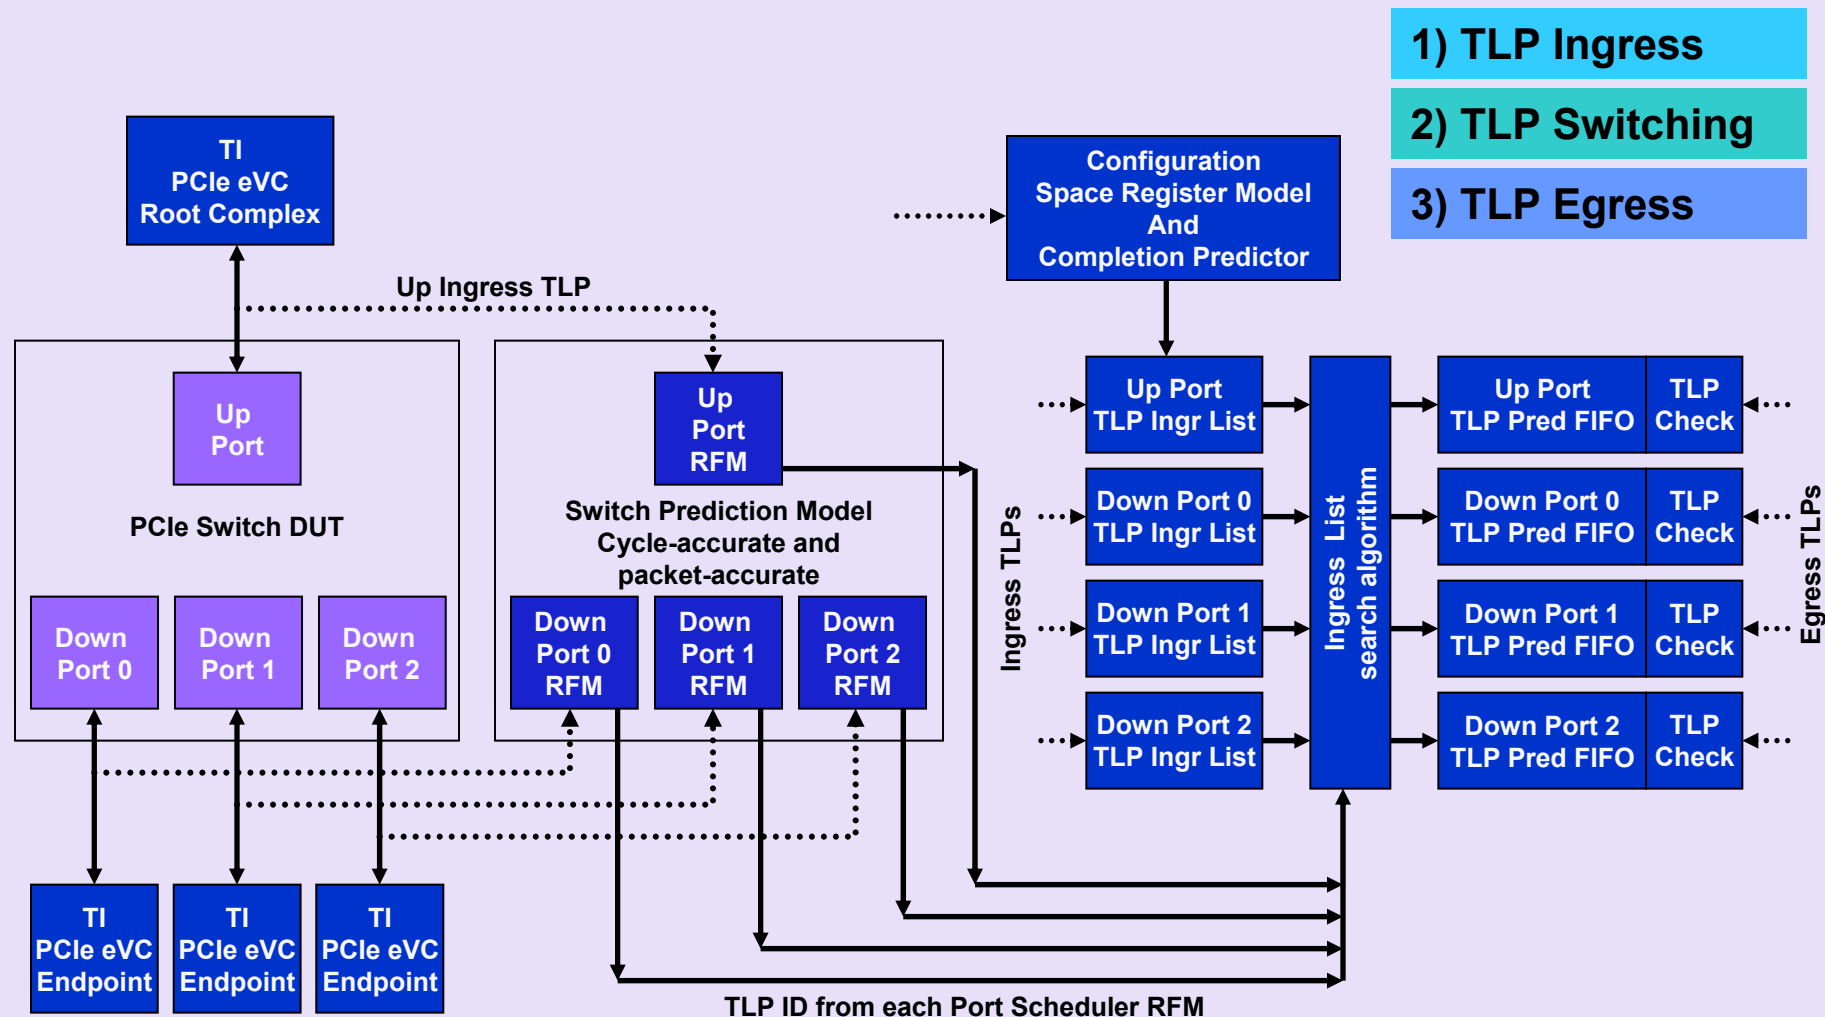 1) TLP Ingress
2) TLP Switching
3) TLP Egress
TI
PCIe eVC
Root Complex
Configuration
Space Register Model
And
Completion Predictor
Up Ingress TLP
Up
Port
PCIe Switch DUT
Down
Port 0
Down
Port 1
Down
Port 2
Up
Port
RFM
Switch Prediction Model
Cycle-accurate and
packet-accurate
Down
Port 0
RFM
Down
Port 1
RFM
Down
Port 2
RFM
Ingress TLPs
Up Port
TLP Ingr List
Down Port 0
TLP Ingr List
Down Port 1
TLP Ingr List
Down Port 2
TLP Ingr List
Ingress List
search algorithm
Up Port
TLP Pred FIFO
TLP
Check
Down Port 0
TLP Pred FIFO
TLP
Check
Down Port 1
TLP Pred FIFO
TLP
Check
Down Port 2
TLP Pred FIFO
TLP
Check
Egress TLPs
TI
PCIe eVC
Endpoint
TI
PCIe eVC
Endpoint
TI
PCIe eVC
Endpoint
TLP ID from each Port Scheduler RFM